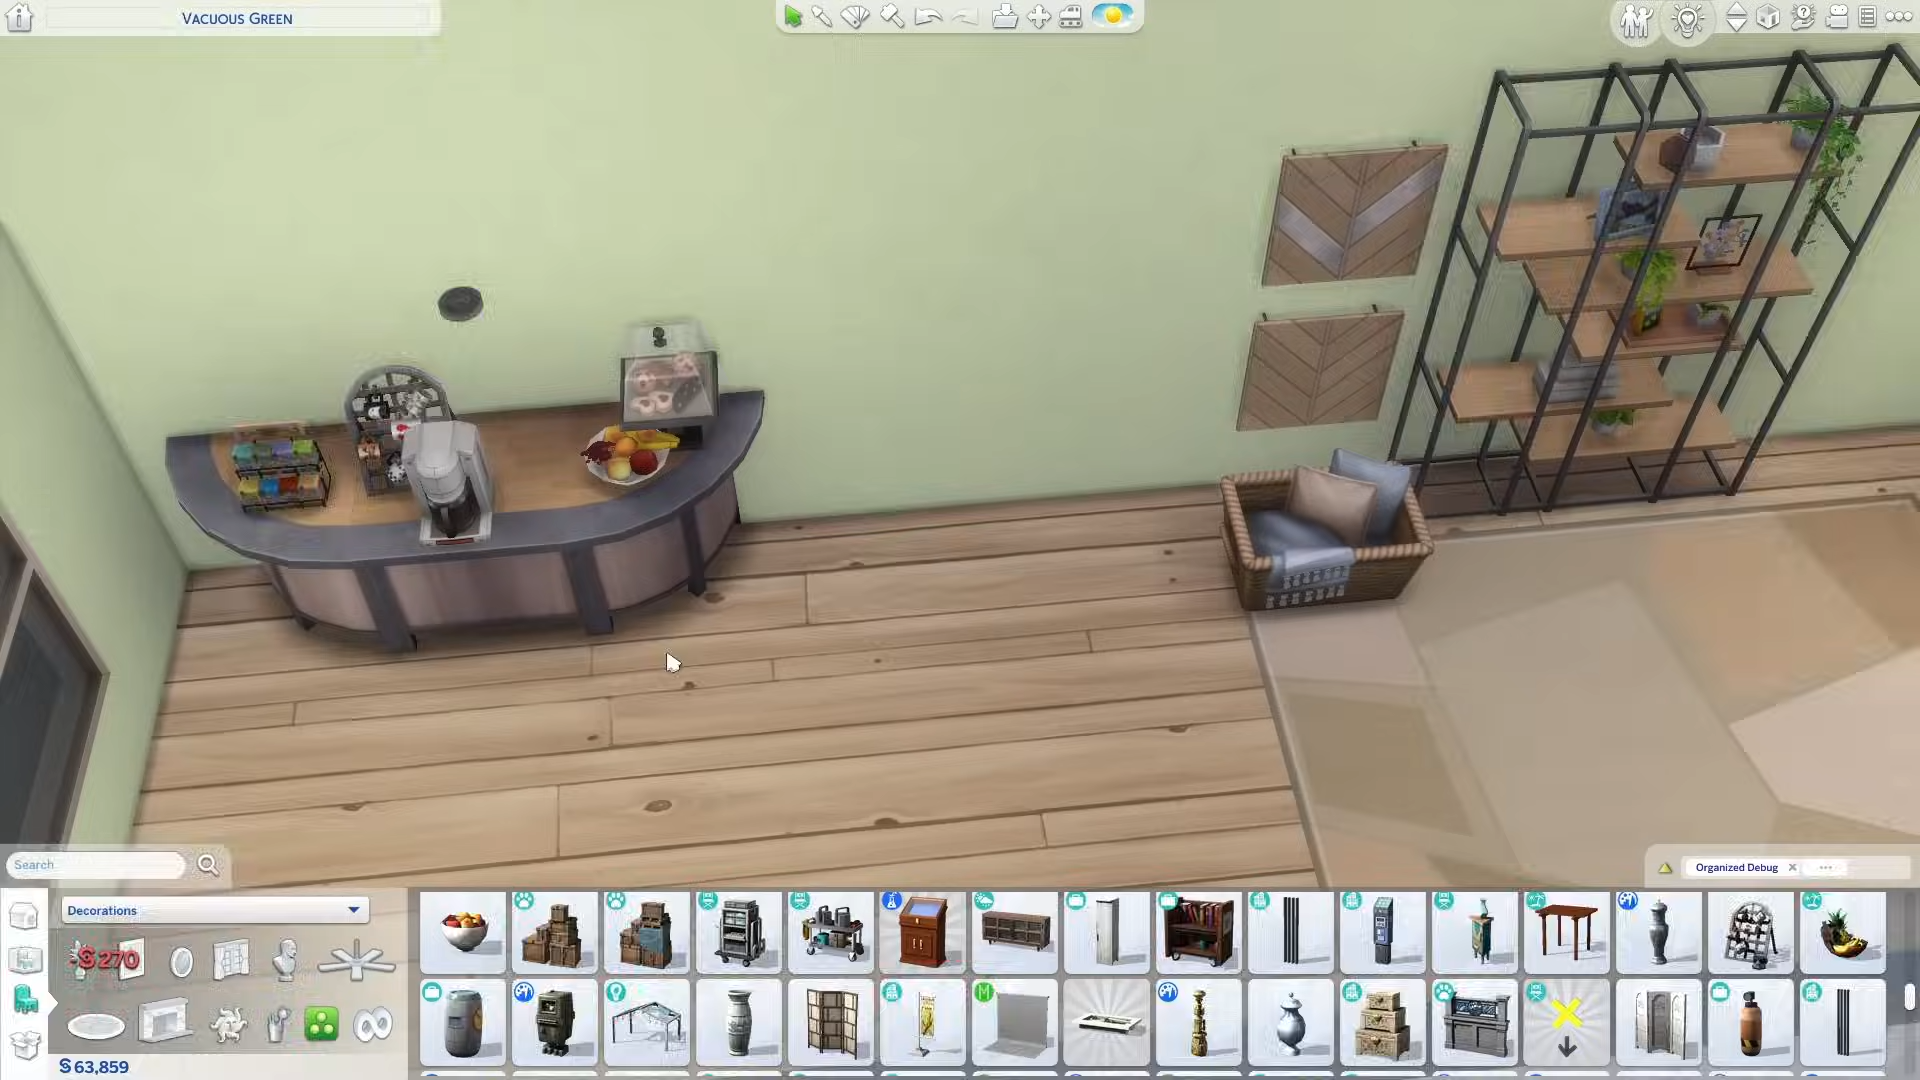 VACUOUS GREEN
Search
Organized Debug
Decorations
-§270
§63,859